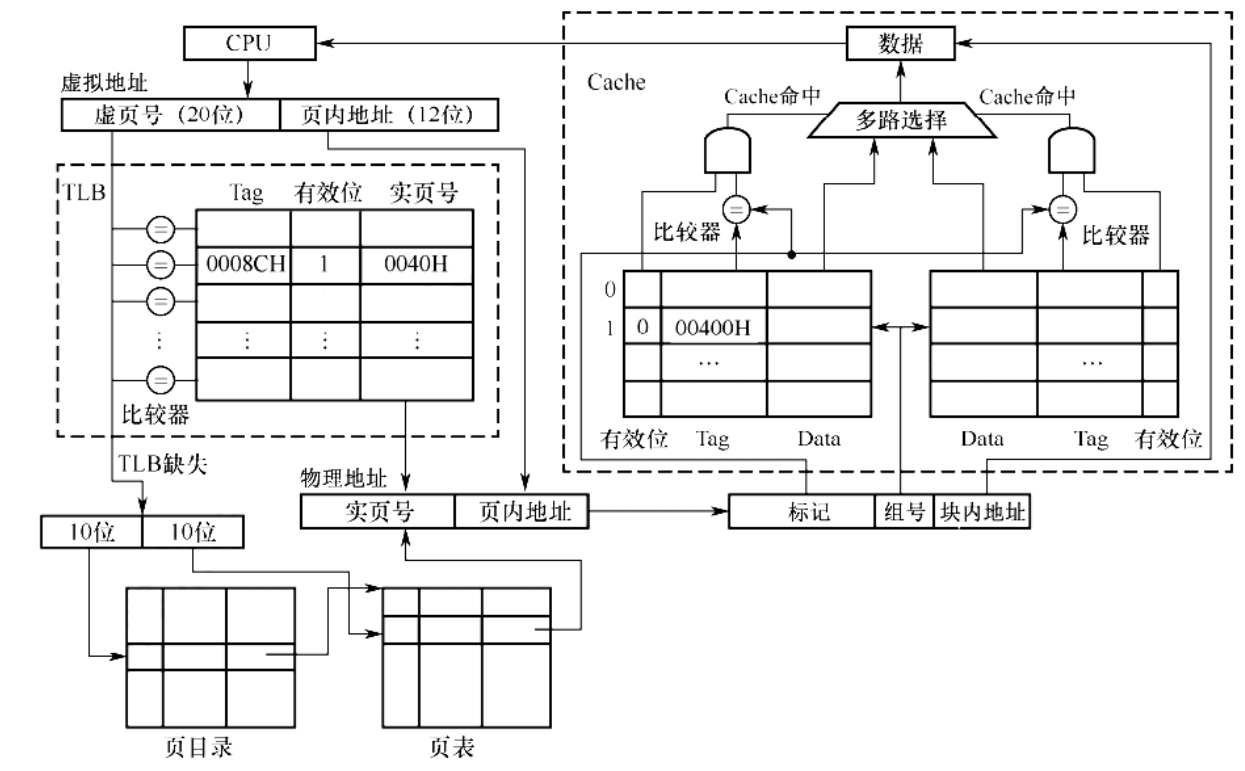 CPU
数据
Cache
虚拟地址
虚页号（20位） 页内地址（12位）
Cache命中
Cache命中
多路选择
TLB
Tag 有效位 实页号
=
=
0008CH 1 0040H
=
⋮ ⋮ ⋮ ⋮
=
比较器
=
=
比较器
比较器
0
1 0 00400H
…
…
有效位 Tag Data
Data Tag 有效位
TLB缺失
物理地址
实页号 页内地址
标记 组号 块内地址
10位 10位
页目录
页表